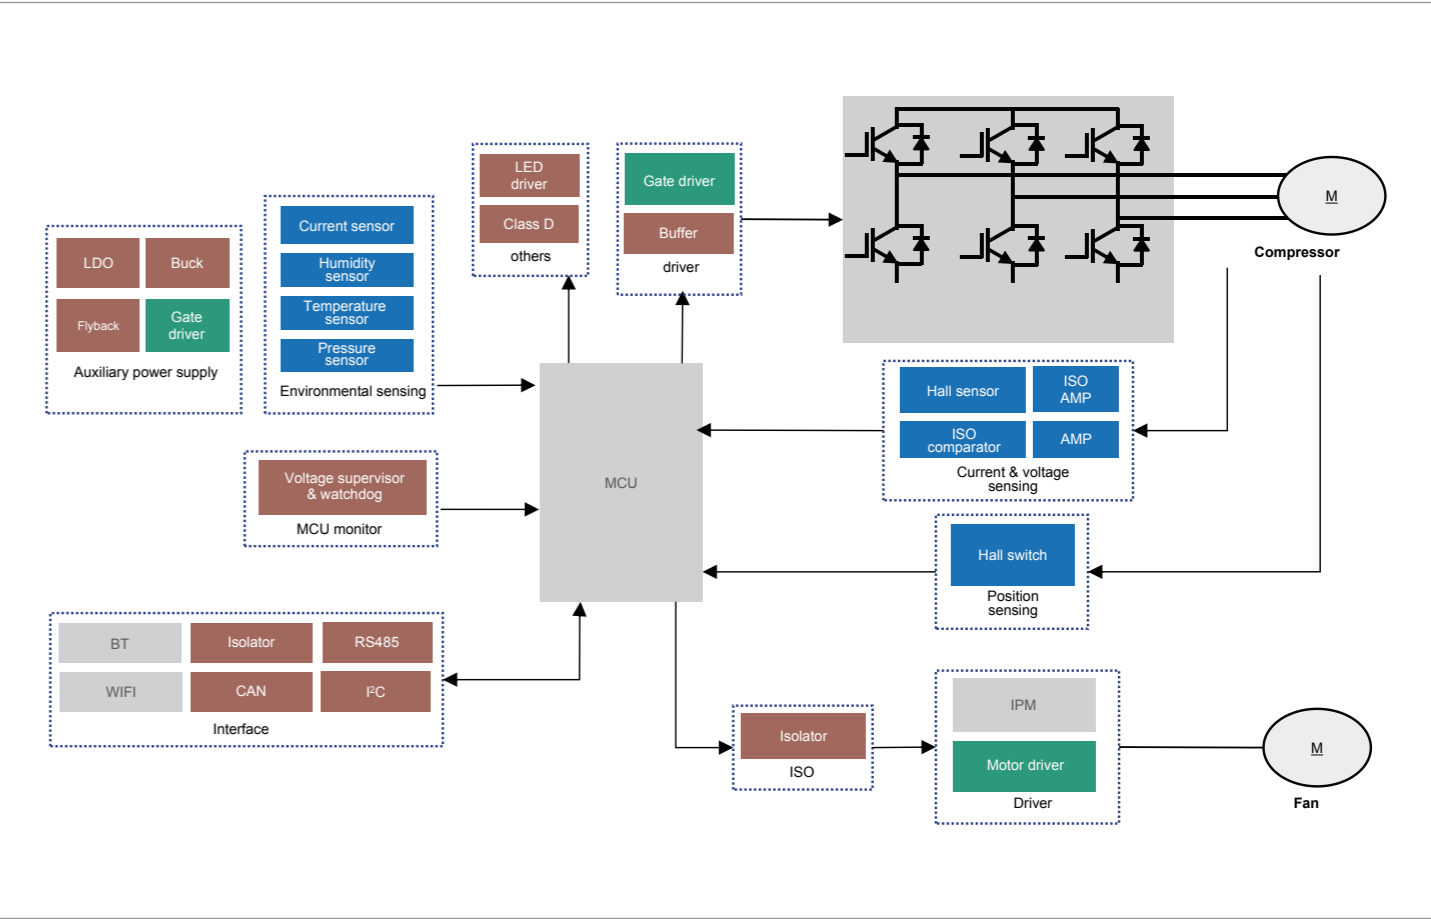 LED
driver
Class D
others
Gate driver
Buffer
driver
M
Compressor
Current sensor
Humidity
sensor
Temperature
sensor
Pressure
sensor
Environmental sensing
LDO
Buck
Flyback
Gate
driver
Auxiliary power supply
Hall sensor
ISO
AMP
ISO
comparator
AMP
Current & voltage
sensing
MCU
Voltage supervisor
& watchdog
MCU monitor
Hall switch
Position
sensing
BT
Isolator
RS485
WIFI
CAN
I²C
Interface
Isolator
ISO
IPM
Motor driver
Driver
M
Fan